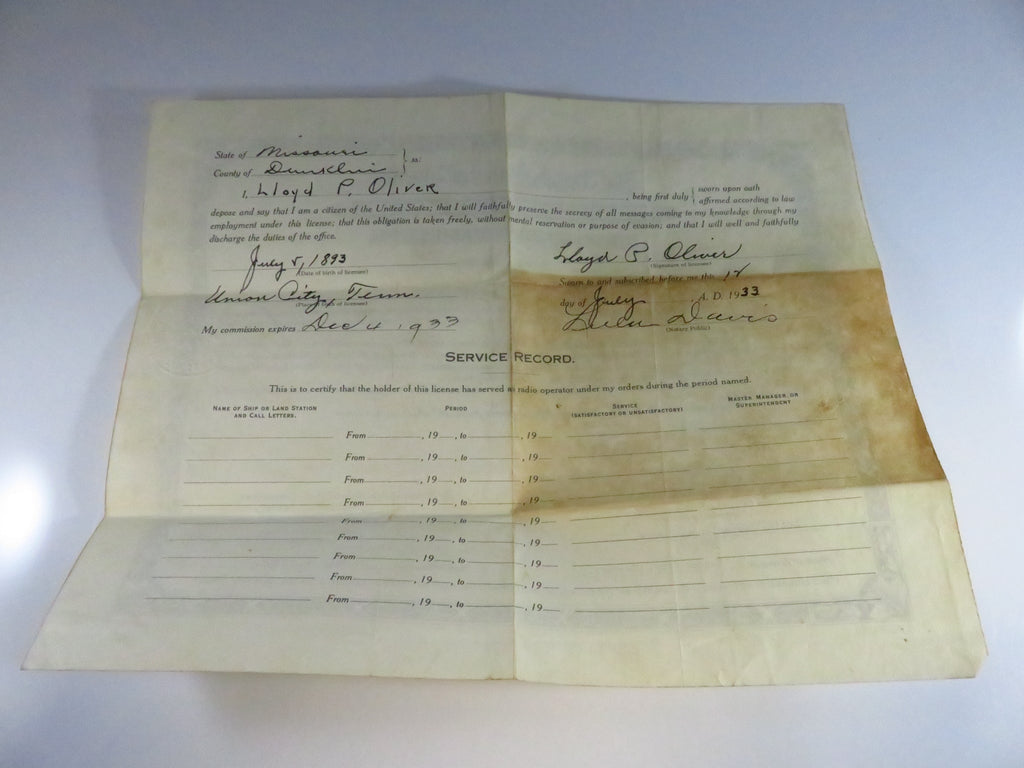 State of Missouri } ss:
County of Dunklin
I, Lloyd P. Oliver, being first duly { sworn upon oath
affirmed according to law
depose and say that I am a citizen of the United States; that I will faithfully preserve the secrecy of all messages coming to my knowledge through my
employment under this license; that this obligation is taken freely, without mental reservation or purpose of evasion; and that I will well and faithfully
discharge the duties of the office.
July 5, 1893
(Date of birth of licensee)
Lloyd P. Oliver
(Signature of licensee)
Union City, Tenn.
(Place of birth of licensee)
Sworn to and subscribed before me this 12
day of July, A. D. 1933
My commission expires Dec 4 1933
Lulu Davis
(Notary Public)
SERVICE RECORD.
This is to certify that the holder of this license has served as radio operator under my orders during the period named.
NAME OF SHIP OR LAND STATION
AND CALL LETTERS.
PERIOD
SERVICE
(SATISFACTORY OR UNSATISFACTORY)
MASTER MANAGER, OR
SUPERINTENDENT
From , 19 , to , 19
From , 19 , to , 19
From , 19 , to , 19
From , 19 , to , 19
From , 19 , to , 19
From , 19 , to , 19
From , 19 , to , 19
From , 19 , to , 19
From , 19 , to , 19